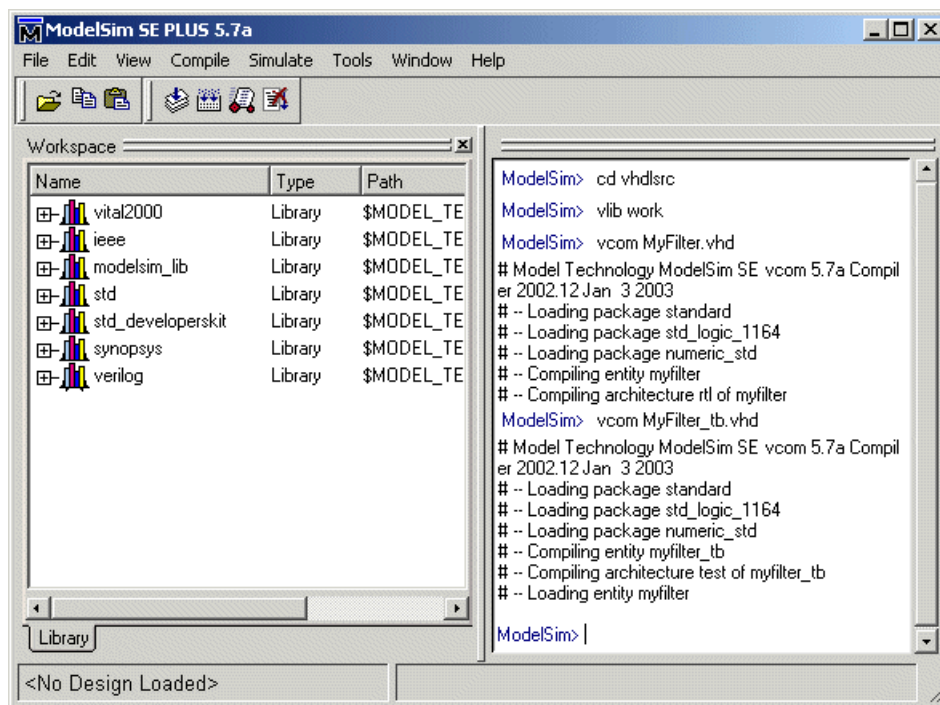 ModelSim SE PLUS 5.7a
File Edit View Compile Simulate Tools Window Help
Workspace
Name Type Path
vital2000 Library $MODEL_TE
ieee Library $MODEL_TE
modelsim_lib Library $MODEL_TE
std Library $MODEL_TE
std_developerskit Library $MODEL_TE
synopsys Library $MODEL_TE
verilog Library $MODEL_TE
Library
ModelSim> cd vhdlsrc
ModelSim> vlib work
ModelSim> vcom MyFilter.vhd
# Model Technology ModelSim SE vcom 5.7a Compil
er 2002.12 Jan 3 2003
# -- Loading package standard
# -- Loading package std_logic_1164
# -- Loading package numeric_std
# -- Compiling entity myfilter
# -- Compiling architecture rtl of myfilter
ModelSim> vcom MyFilter_tb.vhd
# Model Technology ModelSim SE vcom 5.7a Compil
er 2002.12 Jan 3 2003
# -- Loading package standard
# -- Loading package std_logic_1164
# -- Loading package numeric_std
# -- Compiling entity myfilter_tb
# -- Compiling architecture test of myfilter_tb
# -- Loading entity myfilter
ModelSim>
<No Design Loaded>